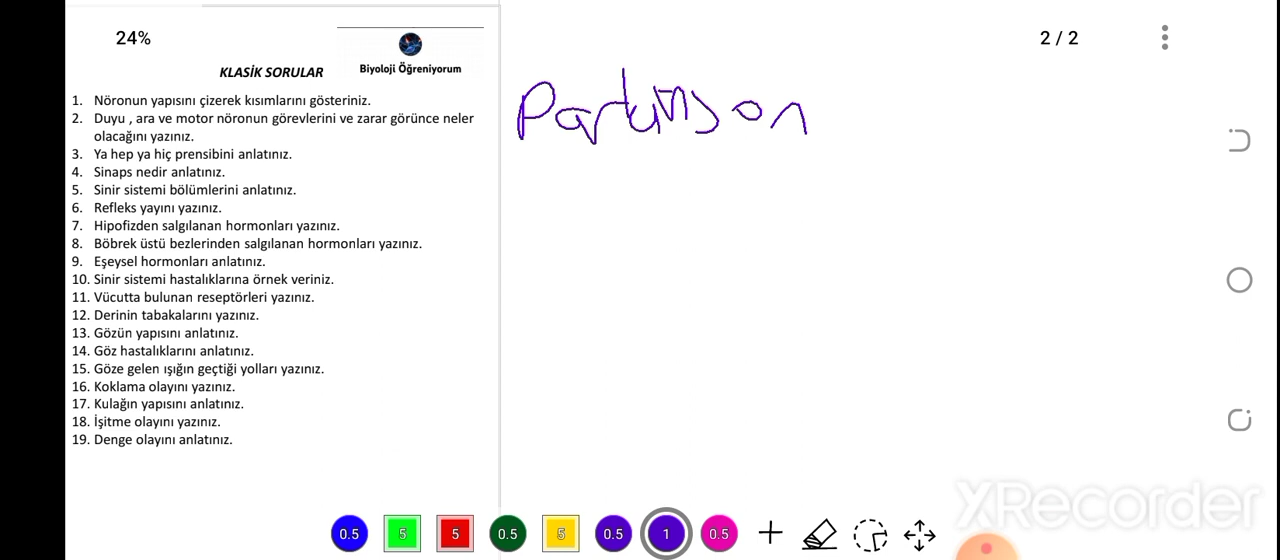 24%
2 / 2
Biyoloji Öğreniyorum
KLASİK SORULAR
1. Nöronun yapısını çizerek kısımlarını gösteriniz.
2. Duyu , ara ve motor nöronun görevlerini ve zarar görünce neler
olacağını yazınız.
3. Ya hep ya hiç prensibini anlatınız.
4. Sinaps nedir anlatınız.
5. Sinir sistemi bölümlerini anlatınız.
6. Refleks yayını yazınız.
7. Hipofizden salgılanan hormonları yazınız.
8. Böbrek üstü bezlerinden salgılanan hormonları yazınız.
9. Eşeysel hormonları anlatınız.
10. Sinir sistemi hastalıklarına örnek veriniz.
11. Vücutta bulunan reseptörleri yazınız.
12. Derinin tabakalarını yazınız.
13. Gözün yapısını anlatınız.
14. Göz hastalıklarını anlatınız.
15. Göze gelen ışığın geçtiği yolları yazınız.
16. Koklama olayını yazınız.
17. Kulağın yapısını anlatınız.
18. İşitme olayını yazınız.
19. Denge olayını anlatınız.
Parkinson
0.5 5 5 0.5 5 0.5 1 0.5
XRecorder